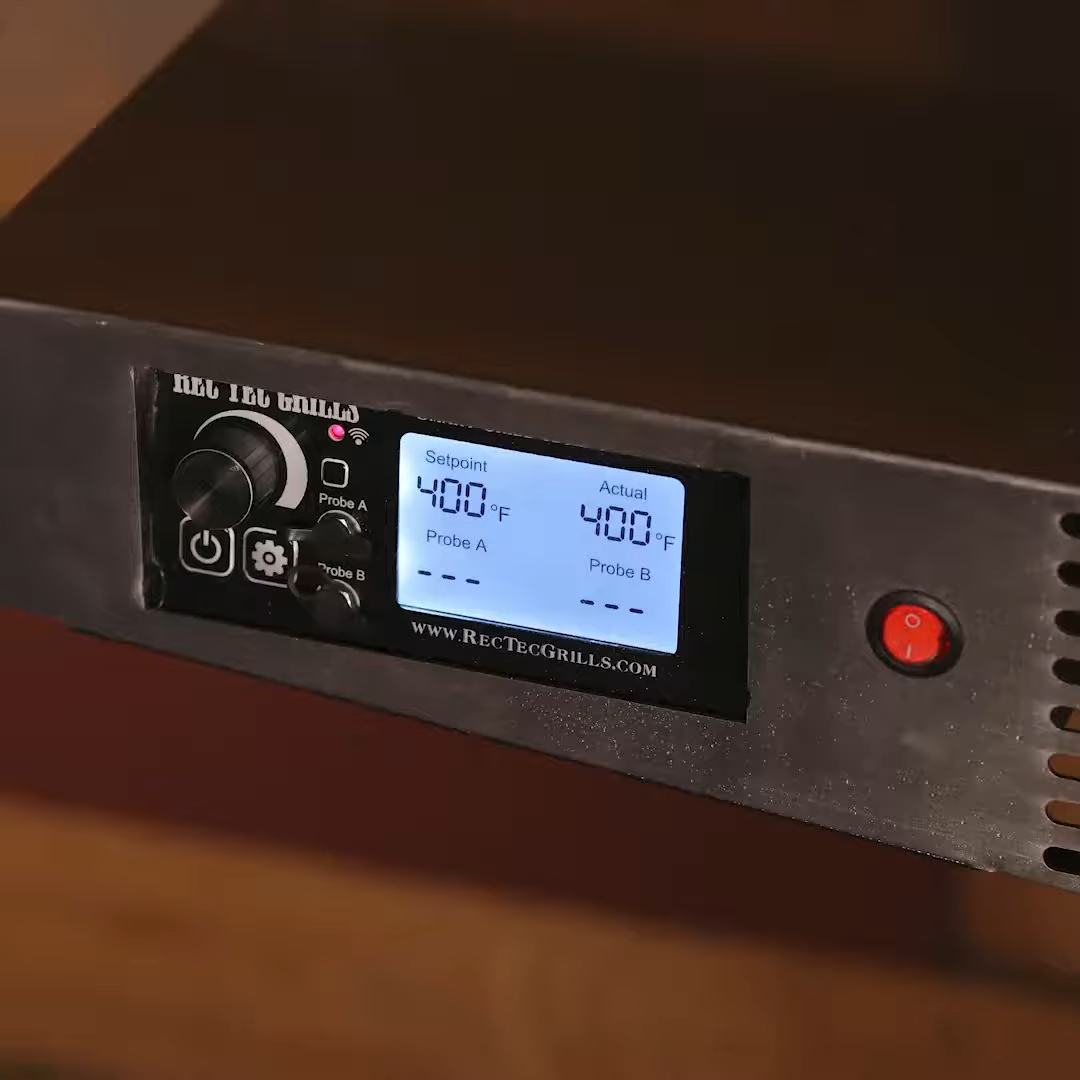 REC TEC GRILLS
Probe A
Probe B
Setpoint
400°F
Actual
400°F
Probe A
---
Probe B
---
www.RecTecGrills.com
O
I